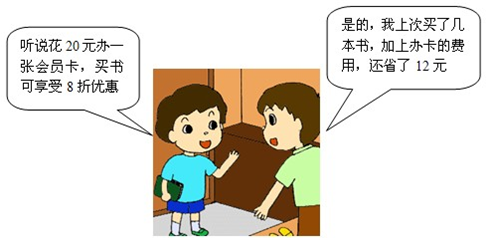 听说花 20 元办一
张会员卡，买书
可享受 8 折优惠
是的，我上次买了几
本书，加上办卡的费
用，还省了 12 元